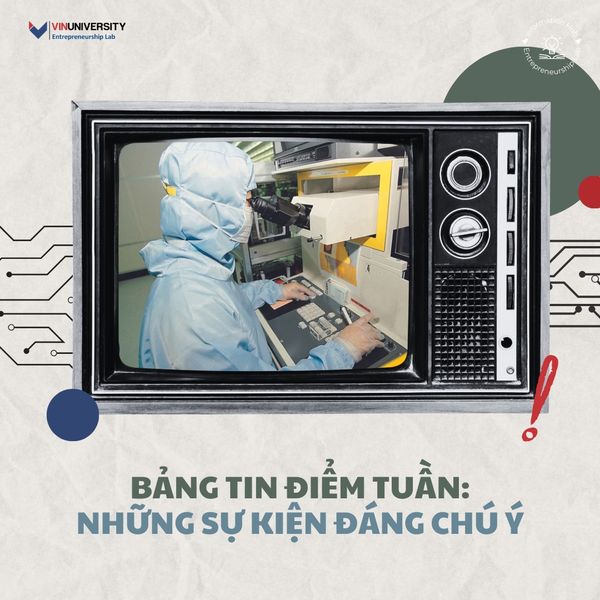 VINUNIVERSITY
Entrepreneurship Lab
Entrepreneurship
BẢNG TIN ĐIỂM TUẦN:
NHỮNG SỰ KIỆN ĐÁNG CHÚ Ý